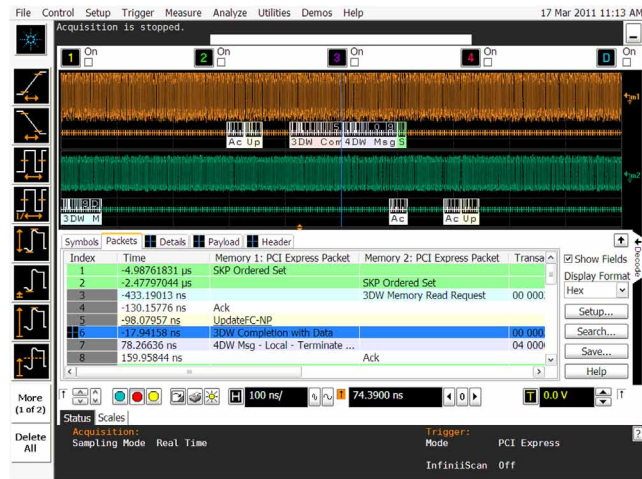 File Control Setup Trigger Measure Analyze Utilities Demos Help 17 Mar 2011 11:13 AM
Acquisition is stopped.
1 On 2 On 3 On 4 On D On
m1
3DW Com 4DW Msg S
Ac Up
m2
3DW M Ac Ac Up
Symbols Packets Details Payload Header
Decode
Index Time Memory 1: PCI Express Packet Memory 2: PCI Express Packet Transa
1 -4.98761831 µs SKP Ordered Set
2 -2.47797044 µs SKP Ordered Set
3 -433.19013 ns 3DW Memory Read Request 00 000.
4 -130.15776 ns Ack
5 -98.07957 ns UpdateFC-NP
6 -17.94158 ns 3DW Completion with Data 00 000
7 78.26636 ns 4DW Msg - Local - Terminate ... 04 000
8 159.95844 ns Ack
Show Fields
Display Format
Hex
Setup...
Search...
Save...
Help
More
(1 of 2)
Delete
All
H 100 ns/ 74.3900 ns 0 T 0.0 V
Status Scales
Acquisition:
Sampling Mode Real Time
Trigger:
Mode PCI Express
InfiniiScan Off